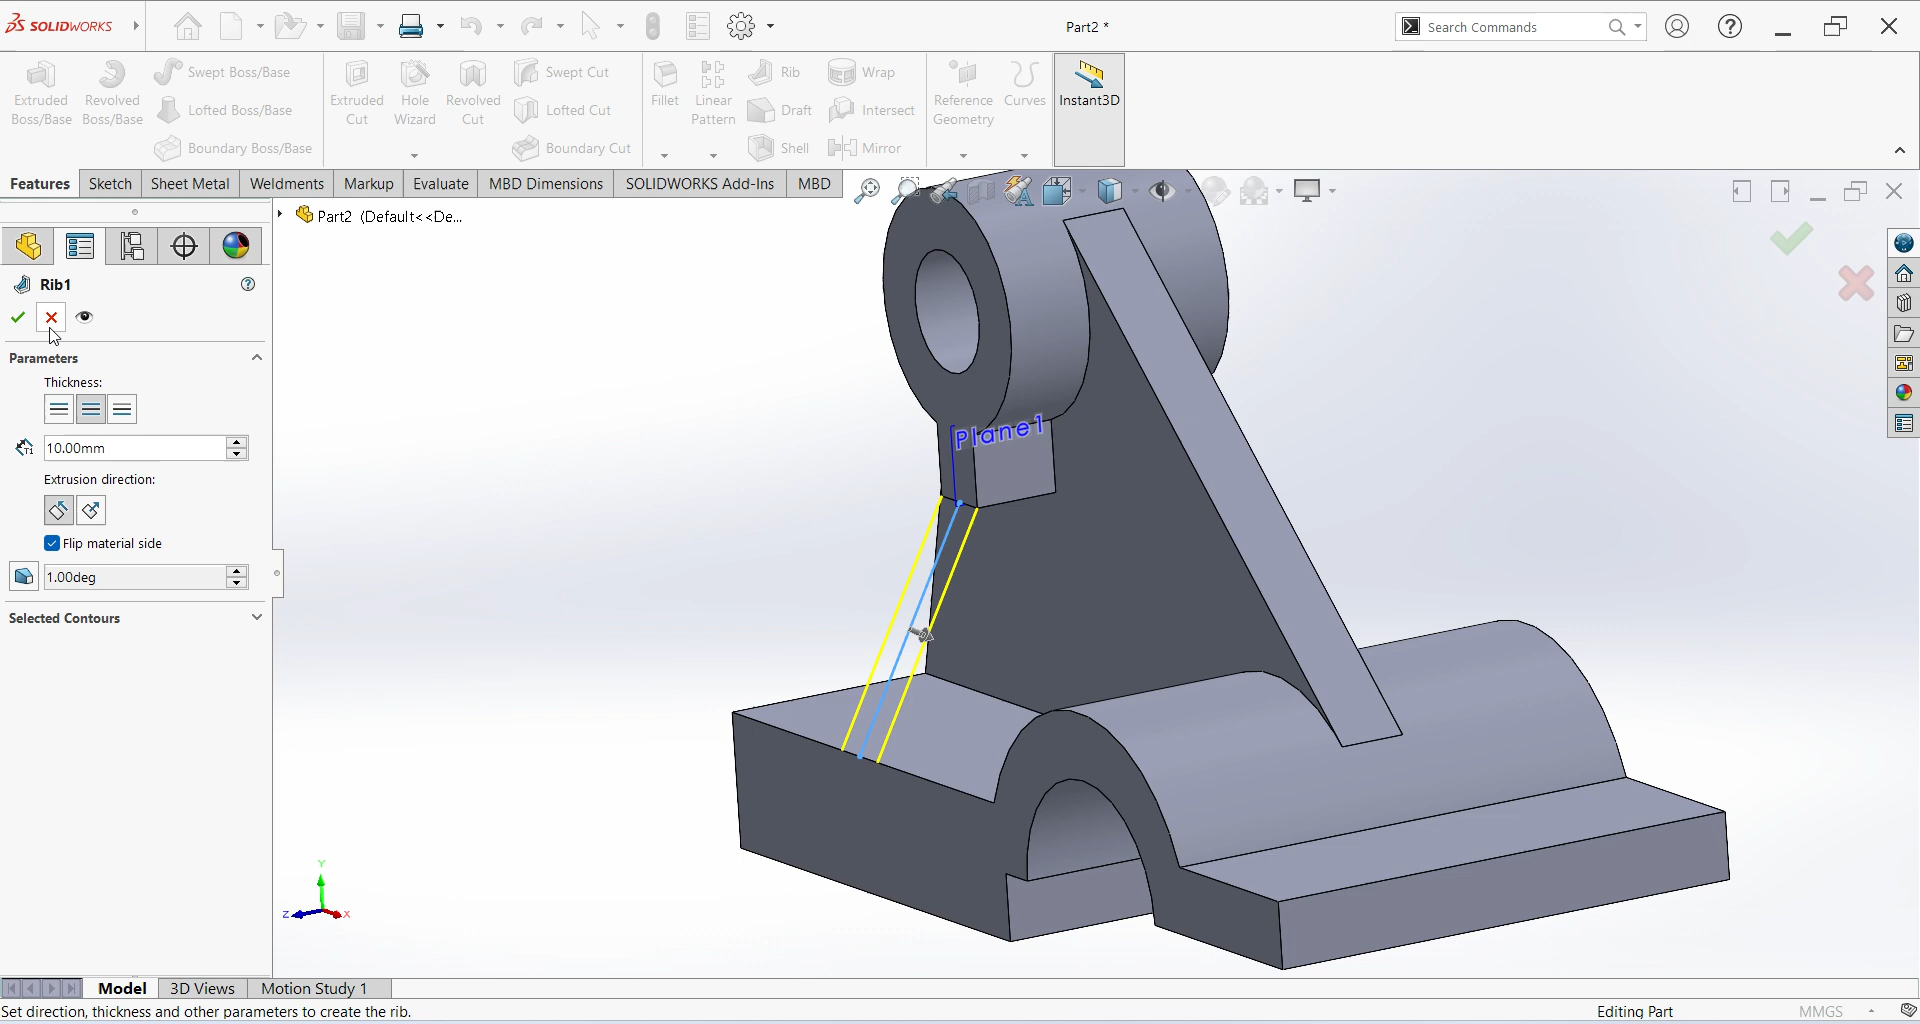 SOLIDWORKS
Part2 *
Search Commands
Extruded Boss/Base
Revolved Boss/Base
Swept Boss/Base
Lofted Boss/Base
Boundary Boss/Base
Extruded Cut
Hole Wizard
Revolved Cut
Swept Cut
Lofted Cut
Boundary Cut
Fillet
Linear Pattern
Rib
Draft
Shell
Wrap
Intersect
Mirror
Reference Geometry
Curves
Instant3D
Features
Sketch
Sheet Metal
Weldments
Markup
Evaluate
MBD Dimensions
SOLIDWORKS Add-Ins
MBD
Part2 (Default<<De...
Rib1
Parameters
Thickness:
10.00mm
Extrusion direction:
Flip material side
1.00deg
Selected Contours
Plane1
Y
Z
X
Model
3D Views
Motion Study 1
Set direction, thickness and other parameters to create the rib.
Editing Part
MMGS